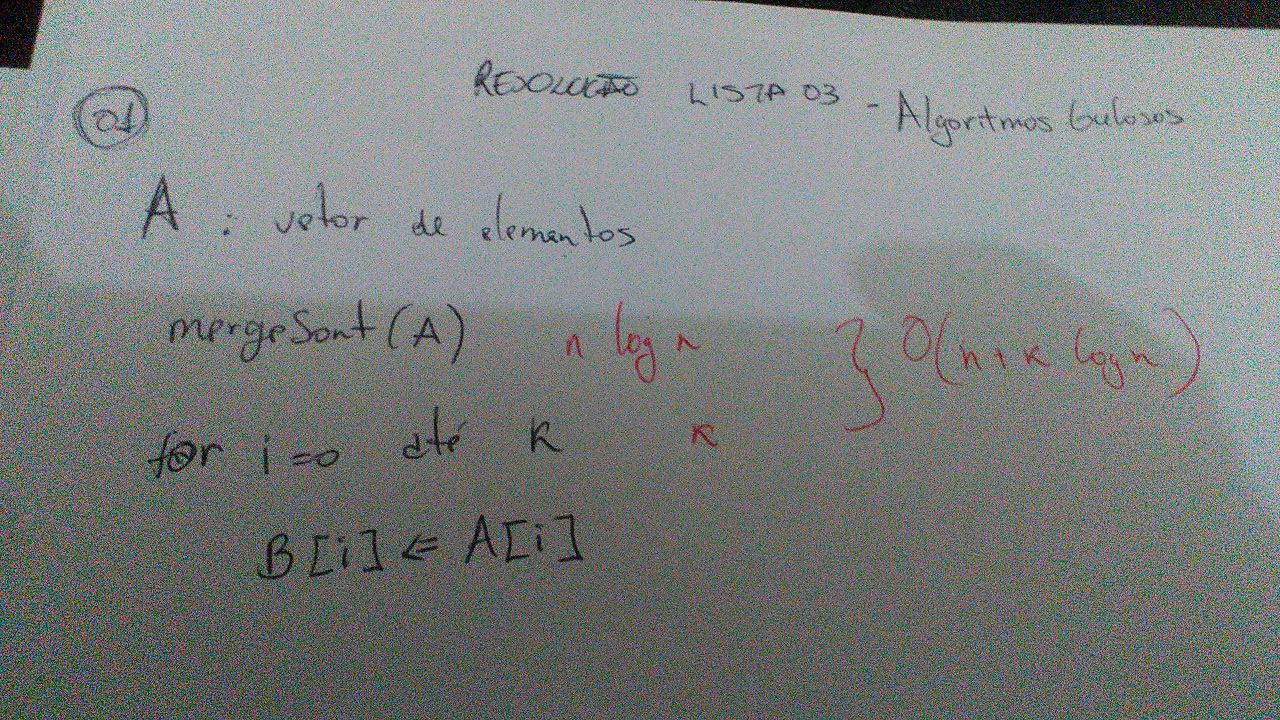 RESOLUÇÃO LISTA 03 - Algoritmos Gulosos
01
A : vetor de elementos
mergeSort(A) n log n } O(n + k log n)
for i=0 até k k
B[i] ⇐ A[i]